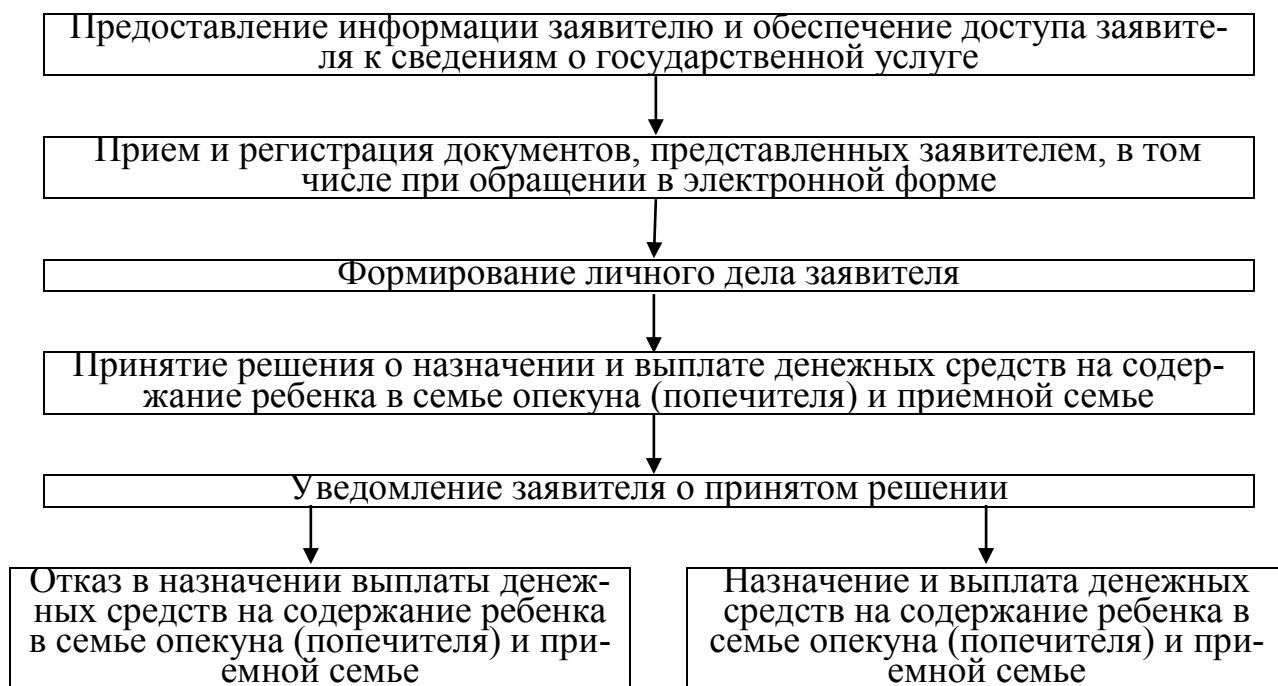 Предоставление информации заявителю и обеспечение доступа заявите-
ля к сведениям о государственной услуге
Прием и регистрация документов, представленных заявителем, в том
числе при обращении в электронной форме
Формирование личного дела заявителя
Принятие решения о назначении и выплате денежных средств на содер-
жание ребенка в семье опекуна (попечителя) и приемной семье
Уведомление заявителя о принятом решении
Отказ в назначении выплаты денеж-
ных средств на содержание ребенка
в семье опекуна (попечителя) и при-
емной семье
Назначение и выплата денежных
средств на содержание ребенка в
семье опекуна (попечителя) и при-
емной семье